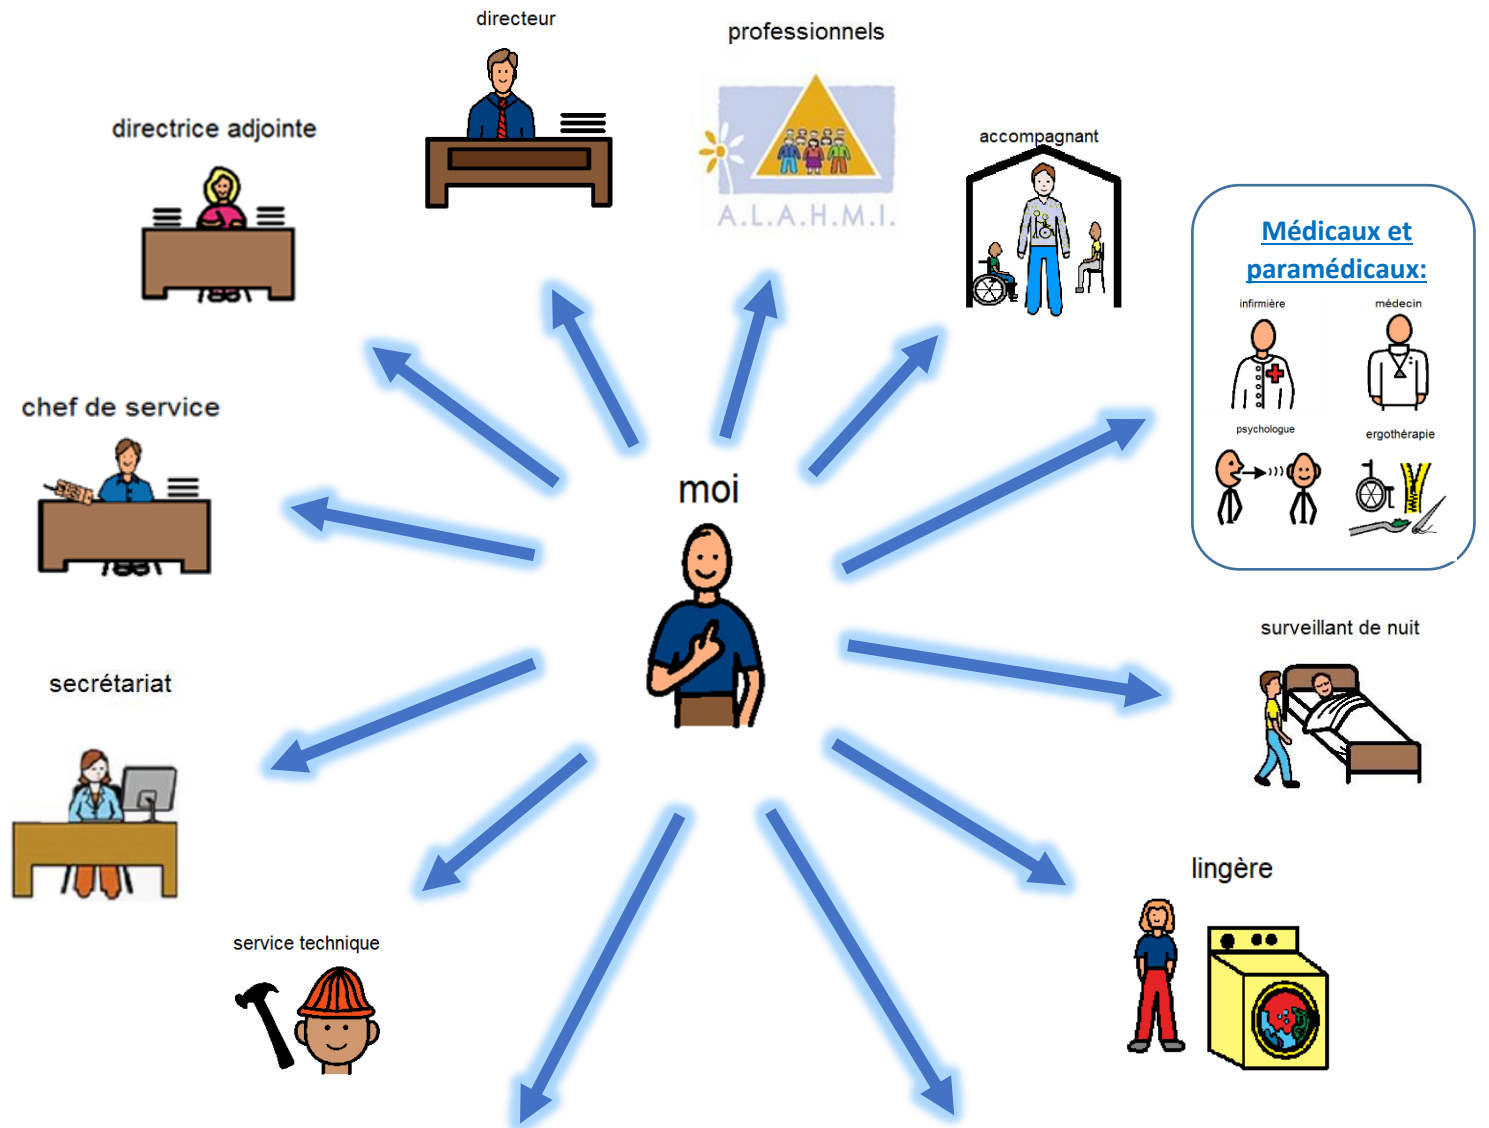 directeur
professionnels
A.L.A.H.M.I.
directrice adjointe
accompagnant
Médicaux et
paramédicaux:
infirmière
médecin
psychologue
ergothérapie
chef de service
moi
surveillant de nuit
secrétariat
lingère
service technique